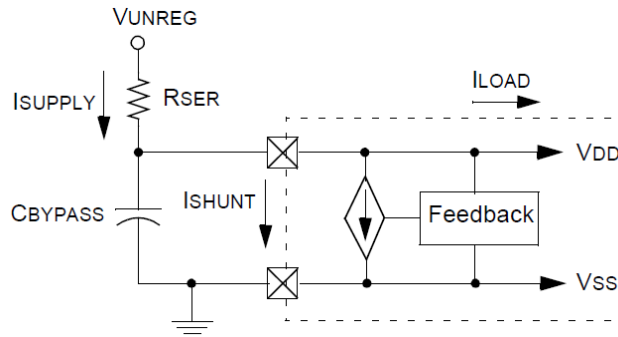 VUNREG
ISUPPLY
RSER
ILOAD
VDD
CBYPASS
ISHUNT
Feedback
VSS